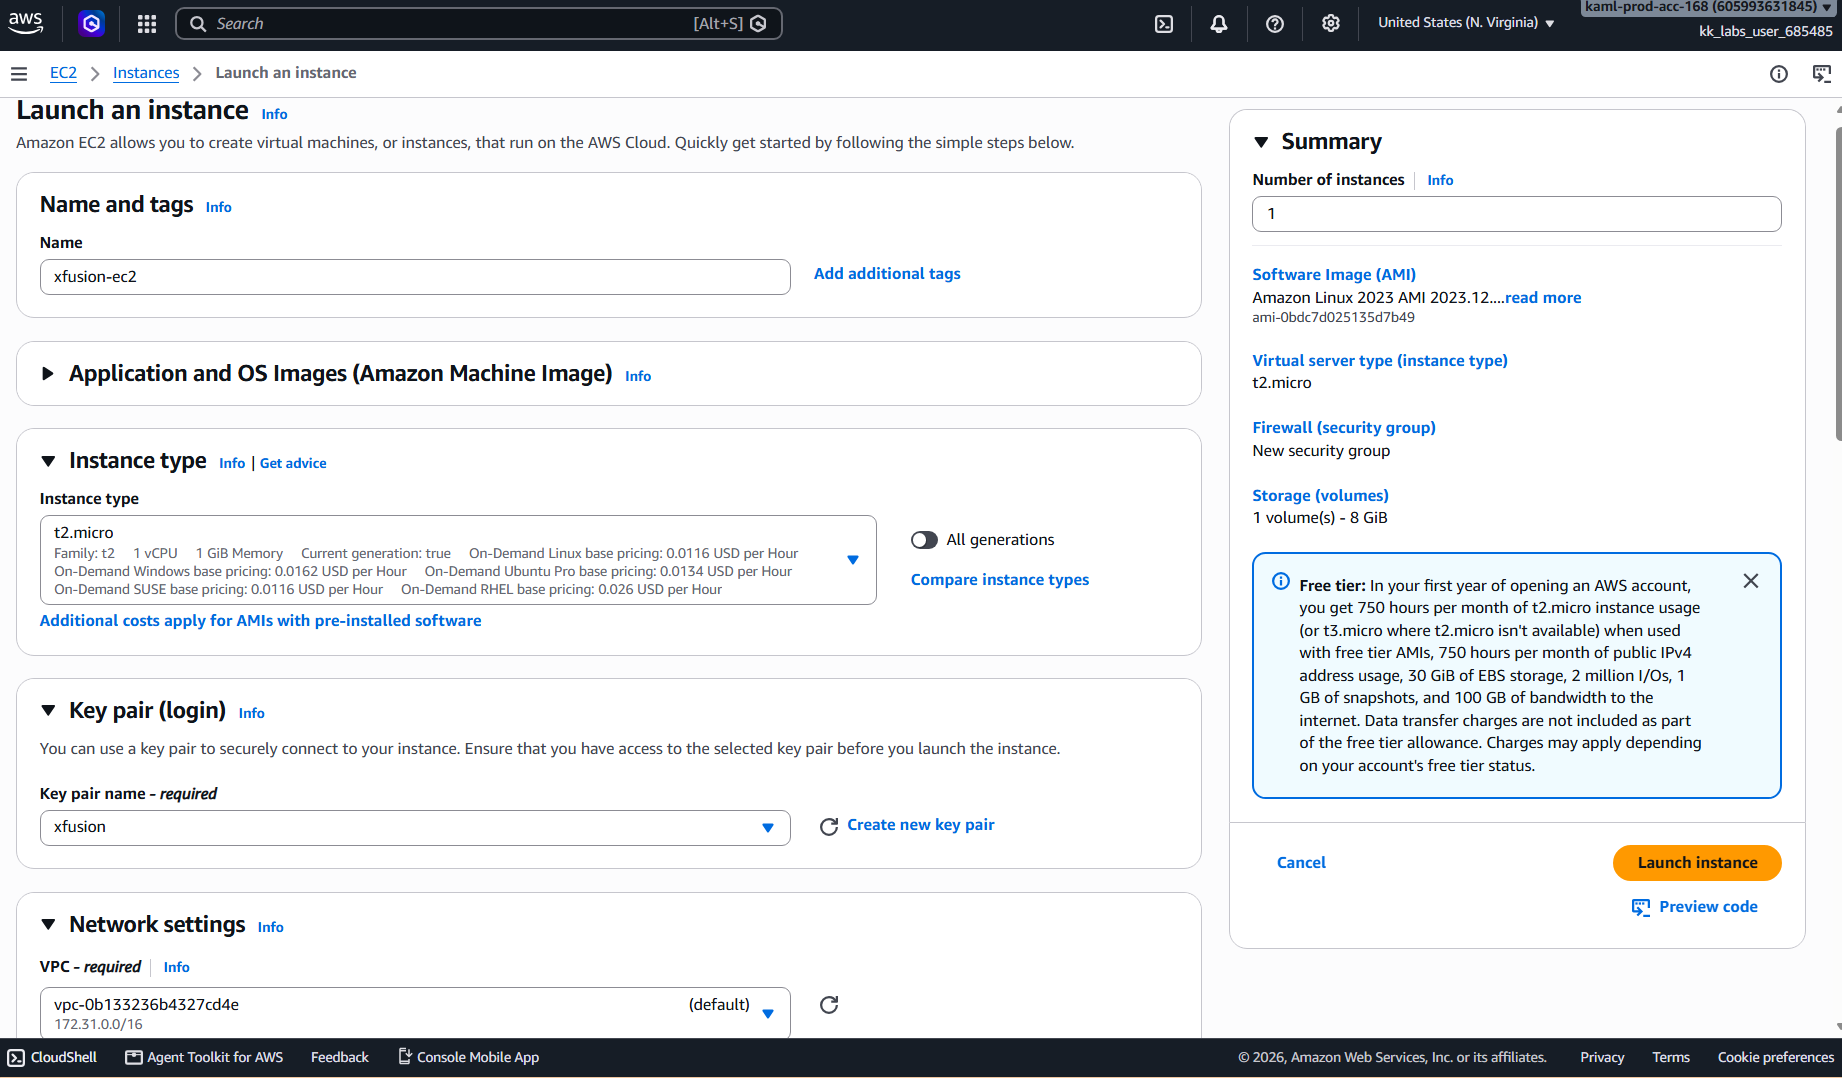 aws
Search
[Alt+S]
United States (N. Virginia)
kaml-prod-acc-168 (605993631845)
kk_labs_user_685485
EC2
Instances
Launch an instance
Launch an instance Info
Amazon EC2 allows you to create virtual machines, or instances, that run on the AWS Cloud. Quickly get started by following the simple steps below.
Name and tags Info
Name
xfusion-ec2
Add additional tags
Application and OS Images (Amazon Machine Image) Info
Instance type Info | Get advice
Instance type
t2.micro
Family: t2 1 vCPU 1 GiB Memory Current generation: true On-Demand Linux base pricing: 0.0116 USD per Hour
On-Demand Windows base pricing: 0.0162 USD per Hour On-Demand Ubuntu Pro base pricing: 0.0134 USD per Hour
On-Demand SUSE base pricing: 0.0116 USD per Hour On-Demand RHEL base pricing: 0.026 USD per Hour
All generations
Compare instance types
Additional costs apply for AMIs with pre-installed software
Key pair (login) Info
You can use a key pair to securely connect to your instance. Ensure that you have access to the selected key pair before you launch the instance.
Key pair name - required
xfusion
Create new key pair
Network settings Info
VPC - required Info
vpc-0b133236b4327cd4e (default)
172.31.0.0/16
Summary
Number of instances Info
1
Software Image (AMI)
Amazon Linux 2023 AMI 2023.12....read more
ami-0bdc7d025135d7b49
Virtual server type (instance type)
t2.micro
Firewall (security group)
New security group
Storage (volumes)
1 volume(s) - 8 GiB
Free tier: In your first year of opening an AWS account,
you get 750 hours per month of t2.micro instance usage
(or t3.micro where t2.micro isn't available) when used
with free tier AMIs, 750 hours per month of public IPv4
address usage, 30 GiB of EBS storage, 2 million I/Os, 1
GB of snapshots, and 100 GB of bandwidth to the
internet. Data transfer charges are not included as part
of the free tier allowance. Charges may apply depending
on your account's free tier status.
Cancel
Launch instance
Preview code
CloudShell
Agent Toolkit for AWS
Feedback
Console Mobile App
© 2026, Amazon Web Services, Inc. or its affiliates.
Privacy
Terms
Cookie preferences